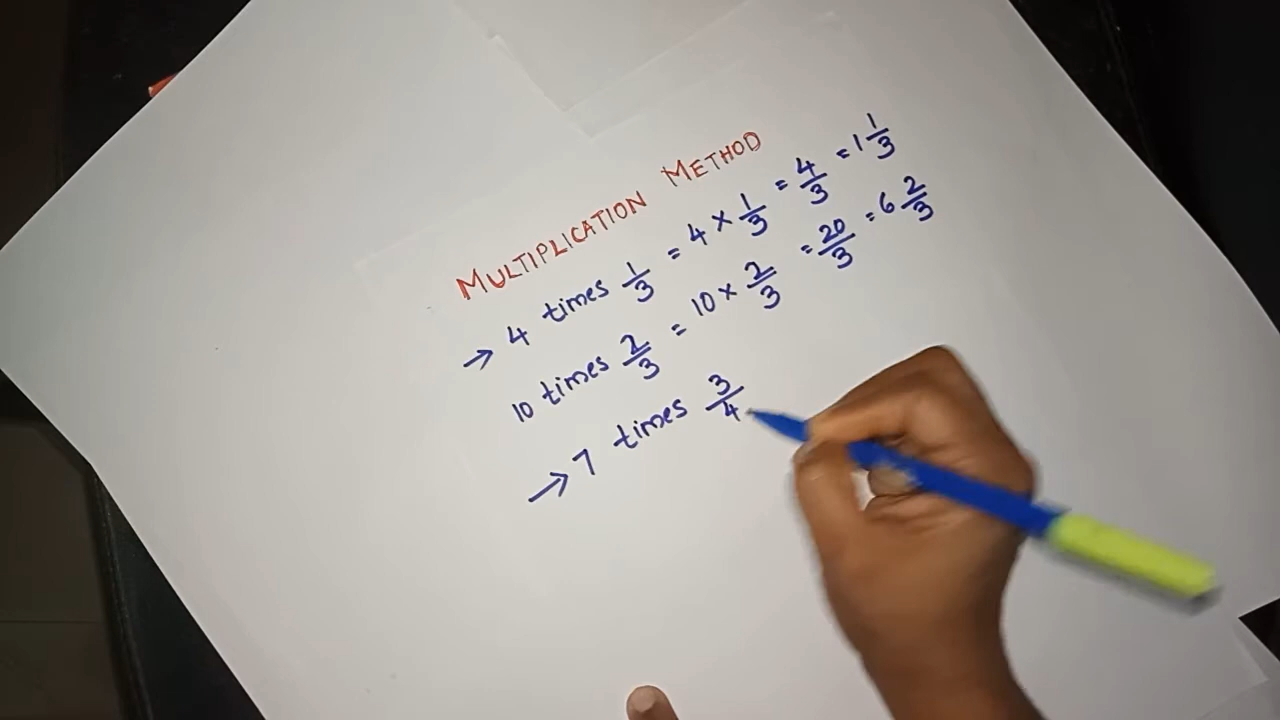 MULTIPLICATION METHOD
→ 4 times 1/3 = 4 × 1/3 = 4/3 = 1 1/3
10 times 2/3 = 10 × 2/3 = 20/3 = 6 2/3
→ 7 times 3/4